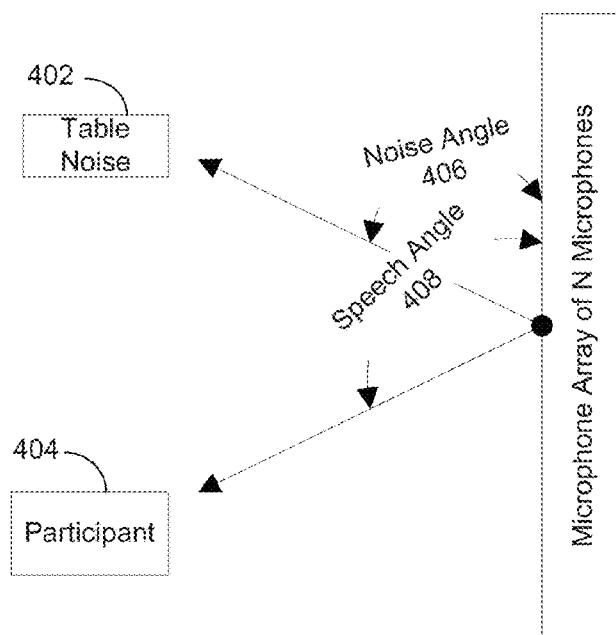 402
Table
Noise
Noise Angle
406
Speech Angle
408
404
Participant
Microphone Array of N Microphones